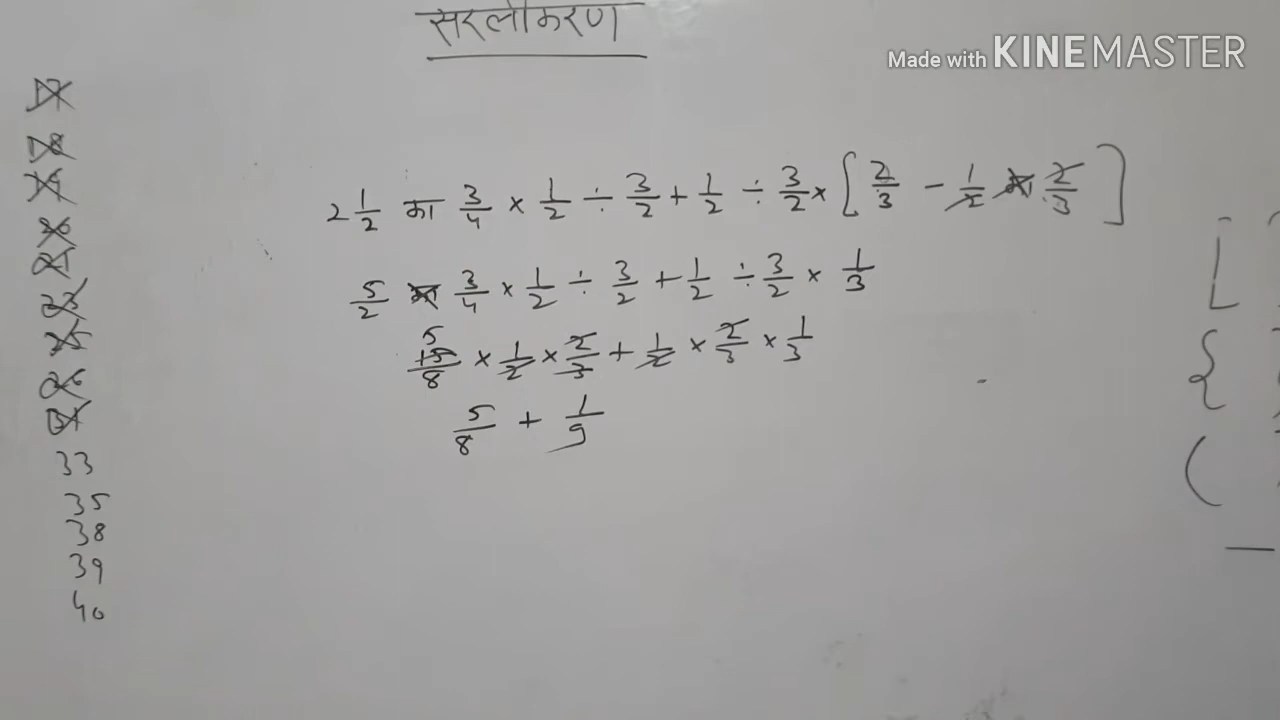 सरलीकरण
Made with KINEMASTER
2 1/2 का 3/4 × 1/2 ÷ 3/2 + 1/2 ÷ 3/2 × [2/3 - 1/2 का 2/3]
5/2 का 3/4 × 1/2 ÷ 3/2 + 1/2 ÷ 3/2 × 1/3
5
15/8 × 1/2 × 2/3 + 1/2 × 2/3 × 1/3
5/8 + 1/9
33
35
38
39
40
[
{
(
—